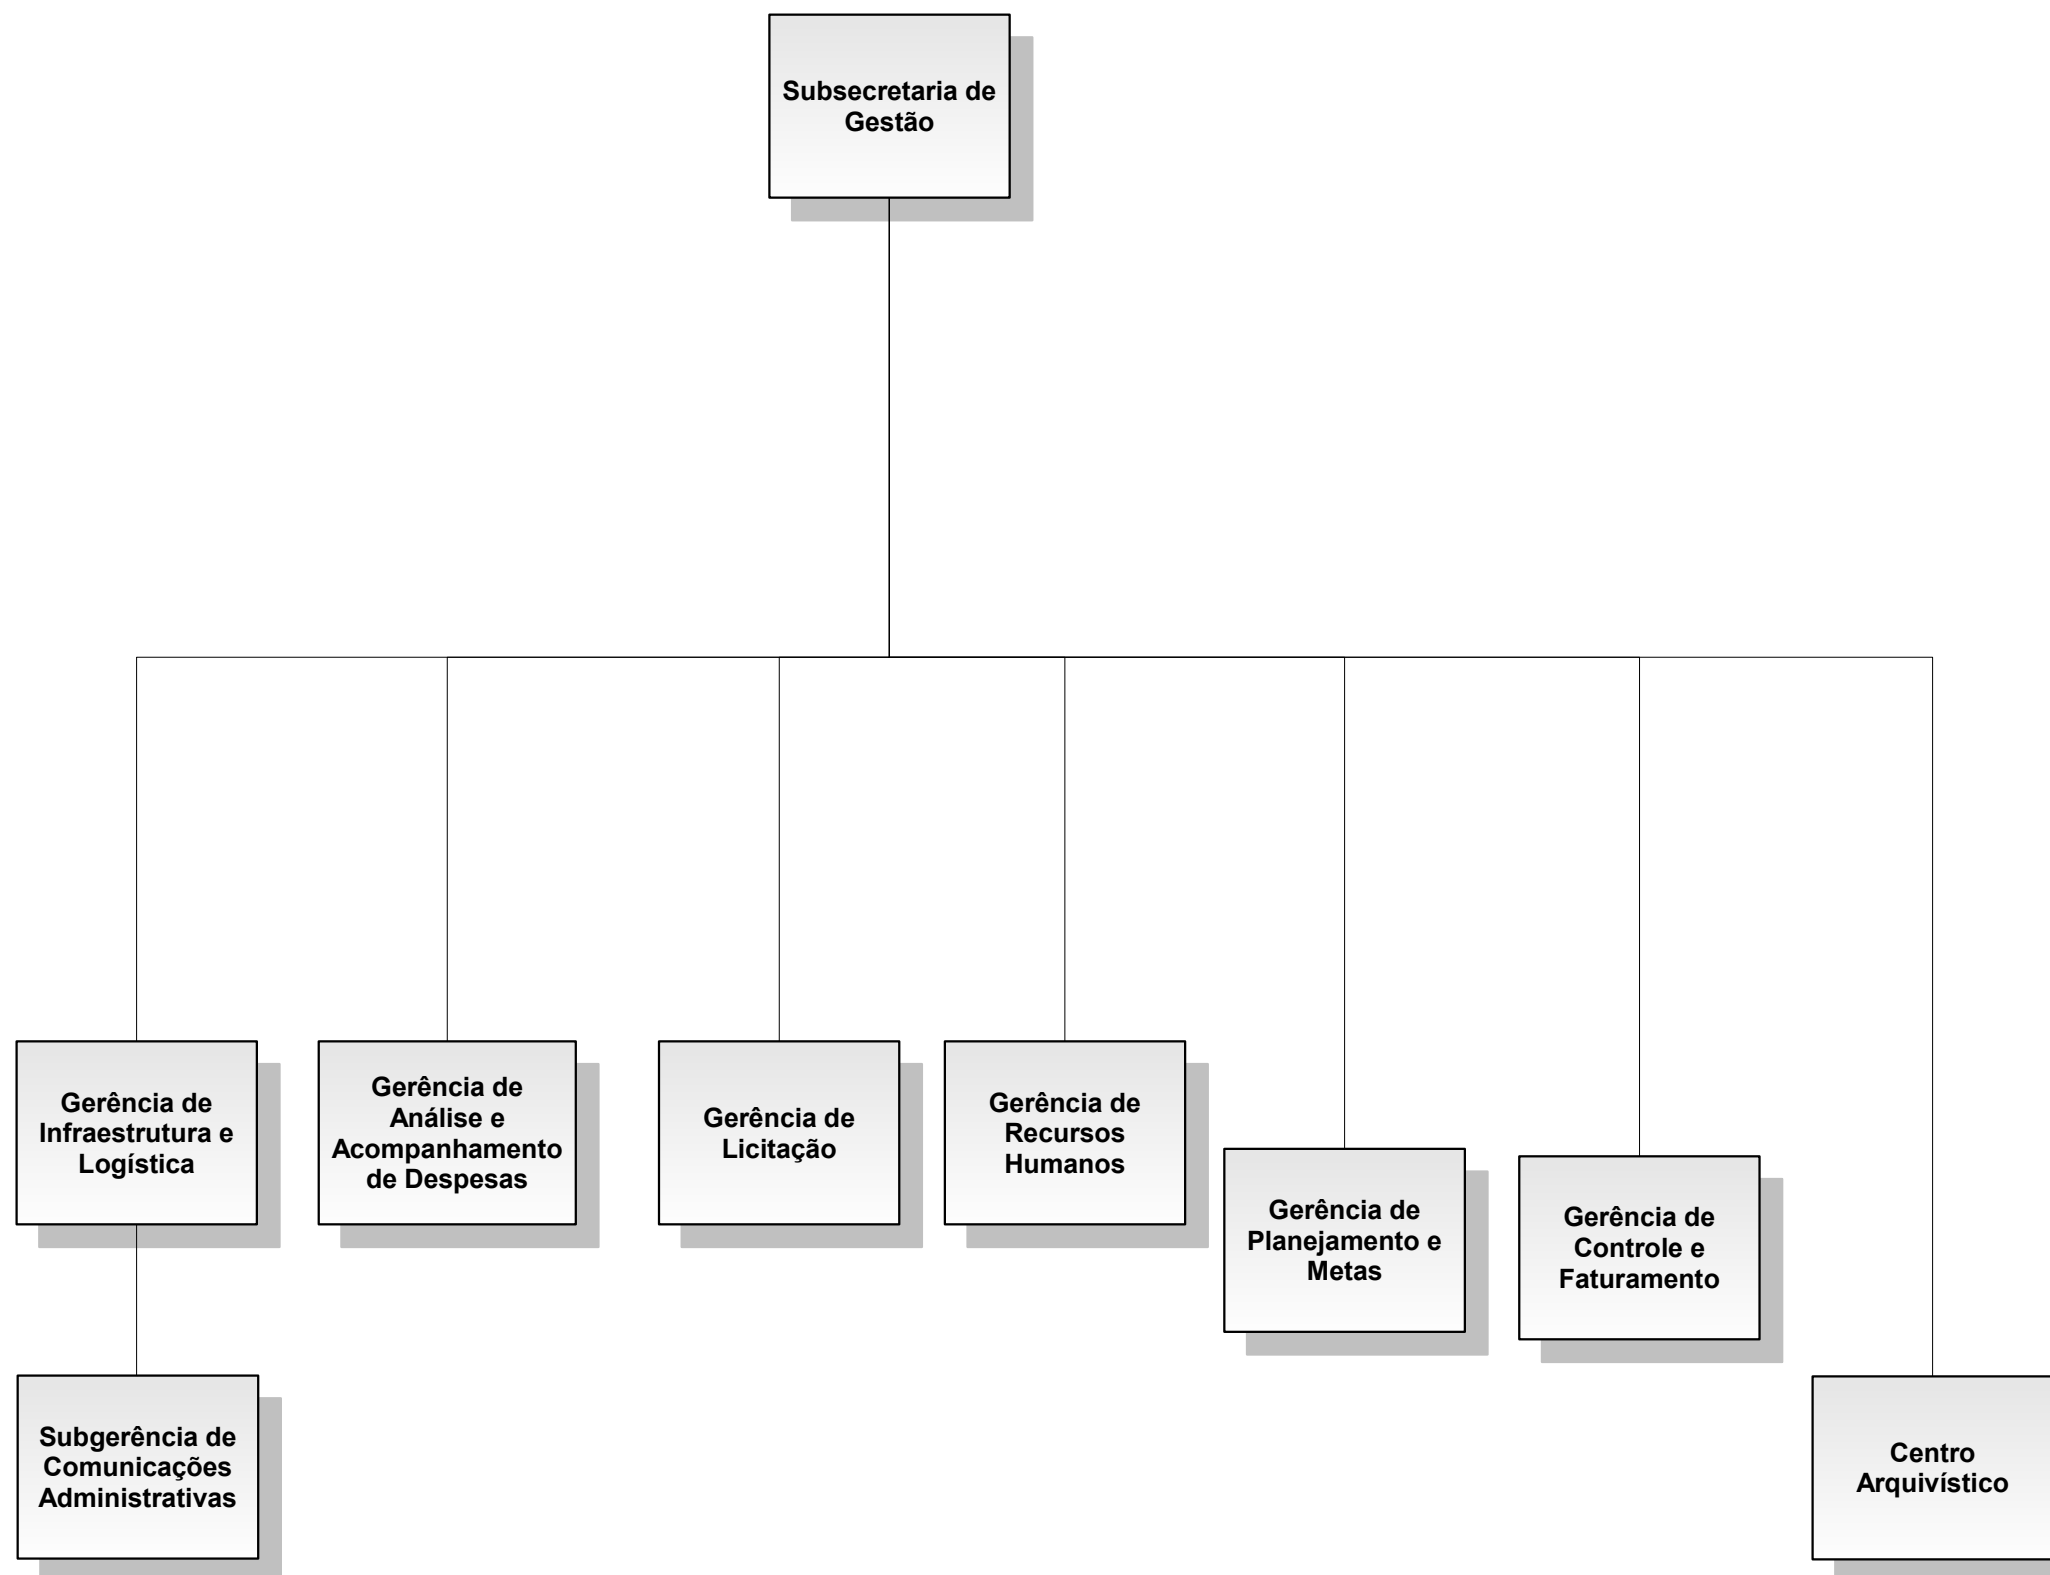 Subsecretaria de
Gestão
Gerência de
Infraestrutura e
Logística
Gerência de
Análise e
Acompanhamento
de Despesas
Gerência de
Licitação
Gerência de
Recursos
Humanos
Gerência de
Planejamento e
Metas
Gerência de
Controle e
Faturamento
Subgerência de
Comunicações
Administrativas
Centro
Arquivístico